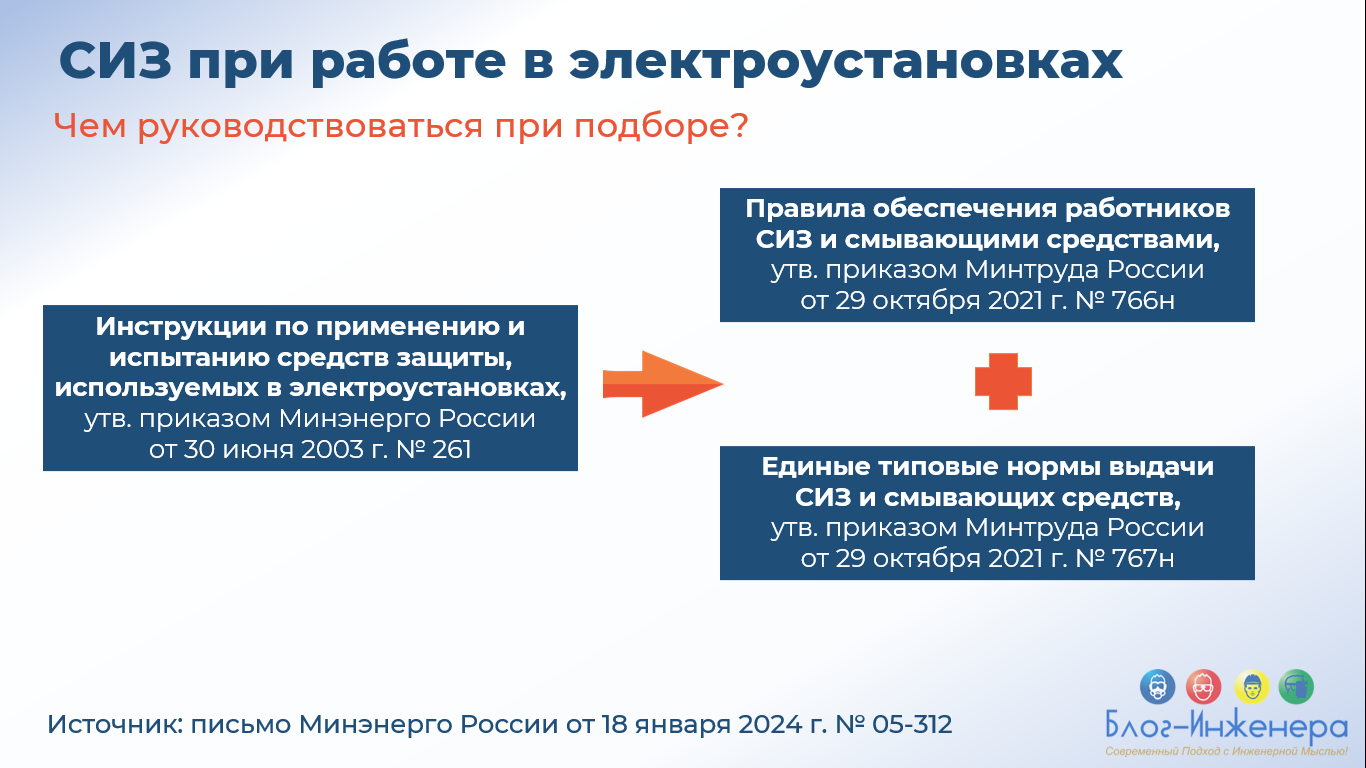 СИЗ при работе в электроустановках
Чем руководствоваться при подборе?
Инструкции по применению и
испытанию средств защиты,
используемых в электроустановках,
утв. приказом Минэнерго России
от 30 июня 2003 г. № 261
Правила обеспечения работников
СИЗ и смывающими средствами,
утв. приказом Минтруда России
от 29 октября 2021 г. № 766н
Единые типовые нормы выдачи
СИЗ и смывающих средств,
утв. приказом Минтруда России
от 29 октября 2021 г. № 767н
Источник: письмо Минэнерго России от 18 января 2024 г. № 05-312
Блог-Инженера
Современный Подход с Инженерной Мыслью!